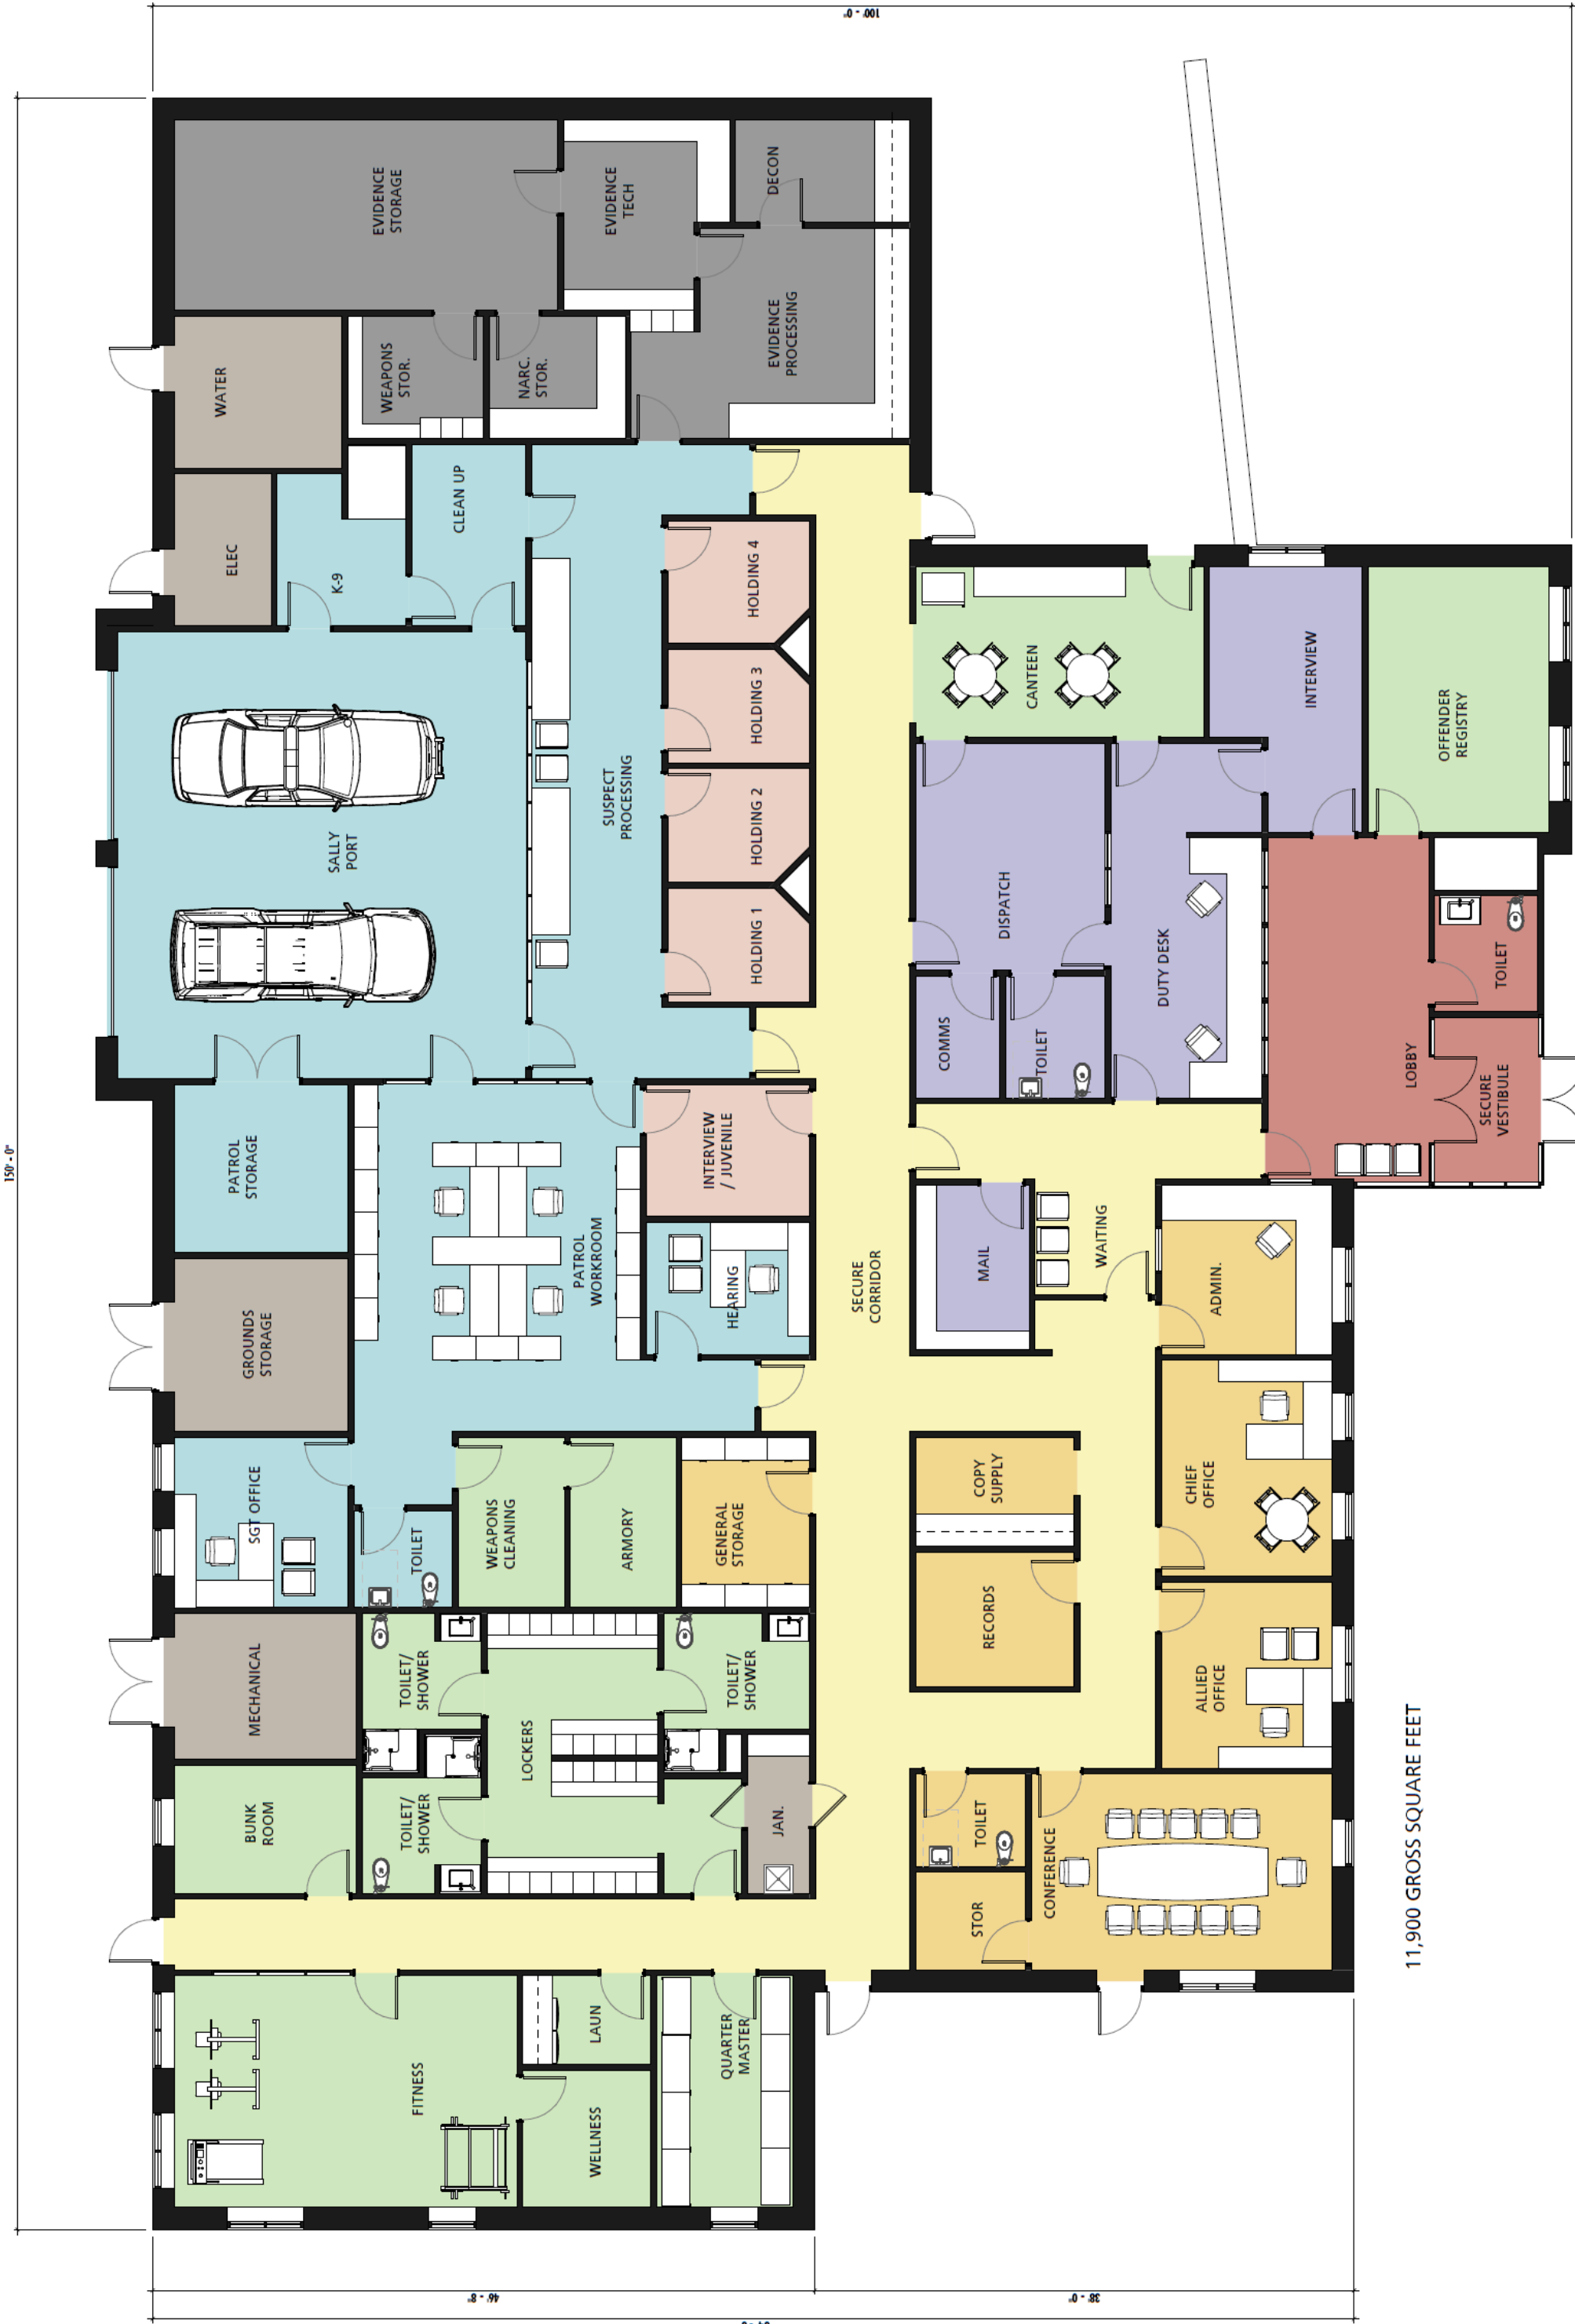 150' - 0"
BUNK
ROOM
MECHANICAL
SGT OFFICE
GROUNDS
STORAGE
PATROL
STORAGE
SALLY
PORT
ELEC
WATER
EVIDENCE
STORAGE
K-9
FITNESS
TOILET/
SHOWER
TOILET/
SHOWER
TOILET
WEAPONS
STOR.
CLEAN UP
46' - 8"
LOCKERS
WEAPONS
CLEANING
NARC.
STOR.
WELLNESS
LAUN
ARMORY
PATROL
WORKROOM
SUSPECT
PROCESSING
EVIDENCE
TECH
QUARTER
MASTER
JAN.
TOILET/
SHOWER
GENERAL
STORAGE
HEARING
INTERVIEW
/ JUVENILE
HOLDING 1
HOLDING 2
HOLDING 3
HOLDING 4
EVIDENCE
PROCESSING
DECON
SECURE
CORRIDOR
100' - 0"
STOR
TOILET
RECORDS
COPY
SUPPLY
MAIL
COMMS
DISPATCH
CANTEEN
CONFERENCE
WAITING
TOILET
38' - 0"
ALLIED
OFFICE
CHIEF
OFFICE
ADMIN.
DUTY DESK
INTERVIEW
LOBBY
OFFENDER
REGISTRY
SECURE
VESTIBULE
TOILET
11,900 GROSS SQUARE FEET